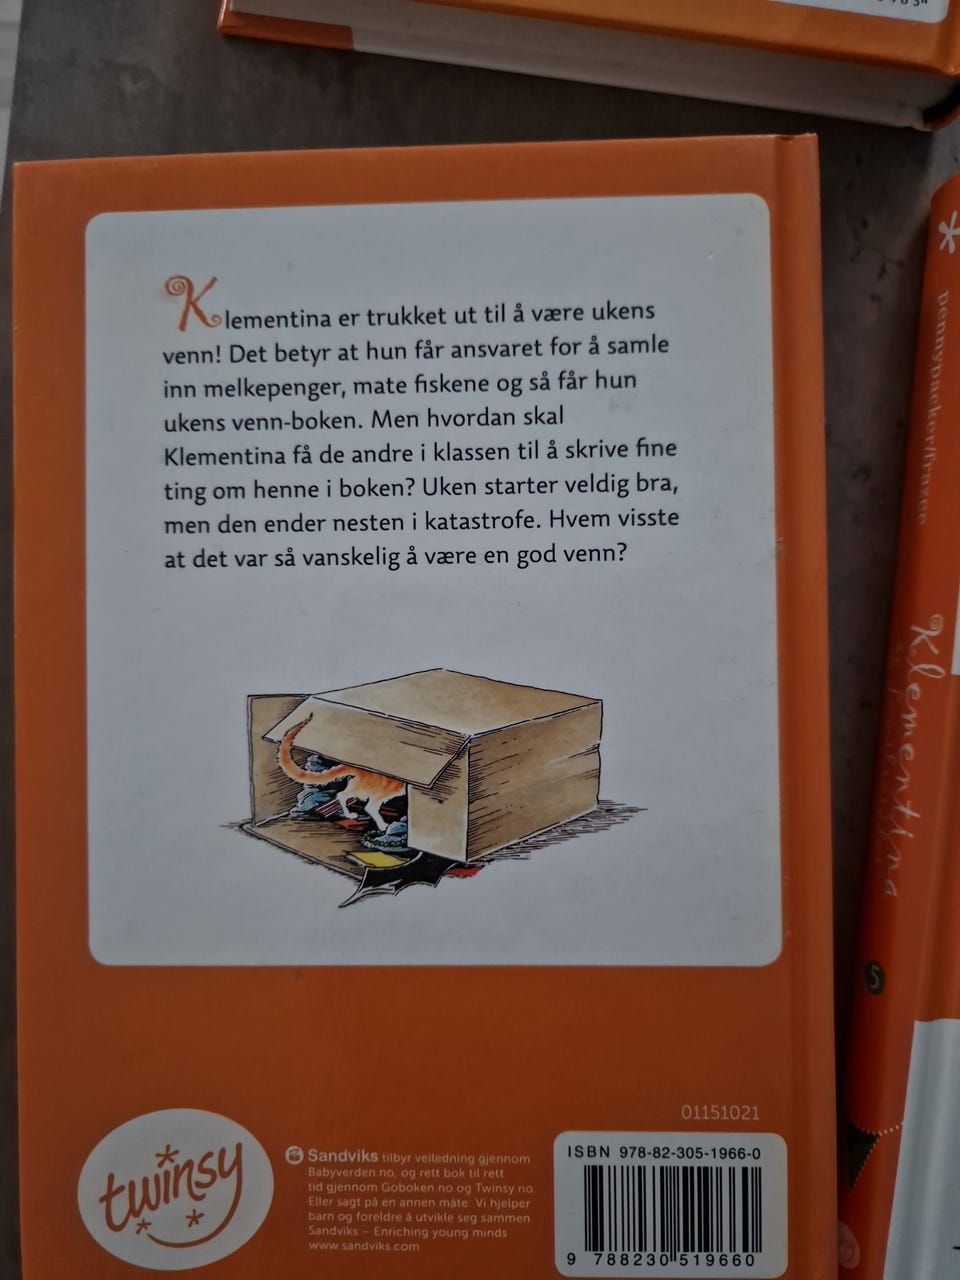 Klementina er trukket ut til å være ukens
venn! Det betyr at hun får ansvaret for å samle
inn melkepenger, mate fiskene og så får hun
ukens venn-boken. Men hvordan skal
Klementina få de andre i klassen til å skrive fine
ting om henne i boken? Uken starter veldig bra,
men den ender nesten i katastrofe. Hvem visste
at det var så vanskelig å være en god venn?
pennypacker/frazee
Klementina
5
01151021
twinsy
Sandviks tilbyr veiledning gjennom
Babyverden.no, og rett bok til rett
tid gjennom Goboken.no og Twinsy.no.
Eller sagt på en annen måte: Vi hjelper
barn og foreldre å utvikle seg sammen
Sandviks – Enriching young minds
www.sandviks.com
ISBN 978-82-305-1966-0
9 788230 519660